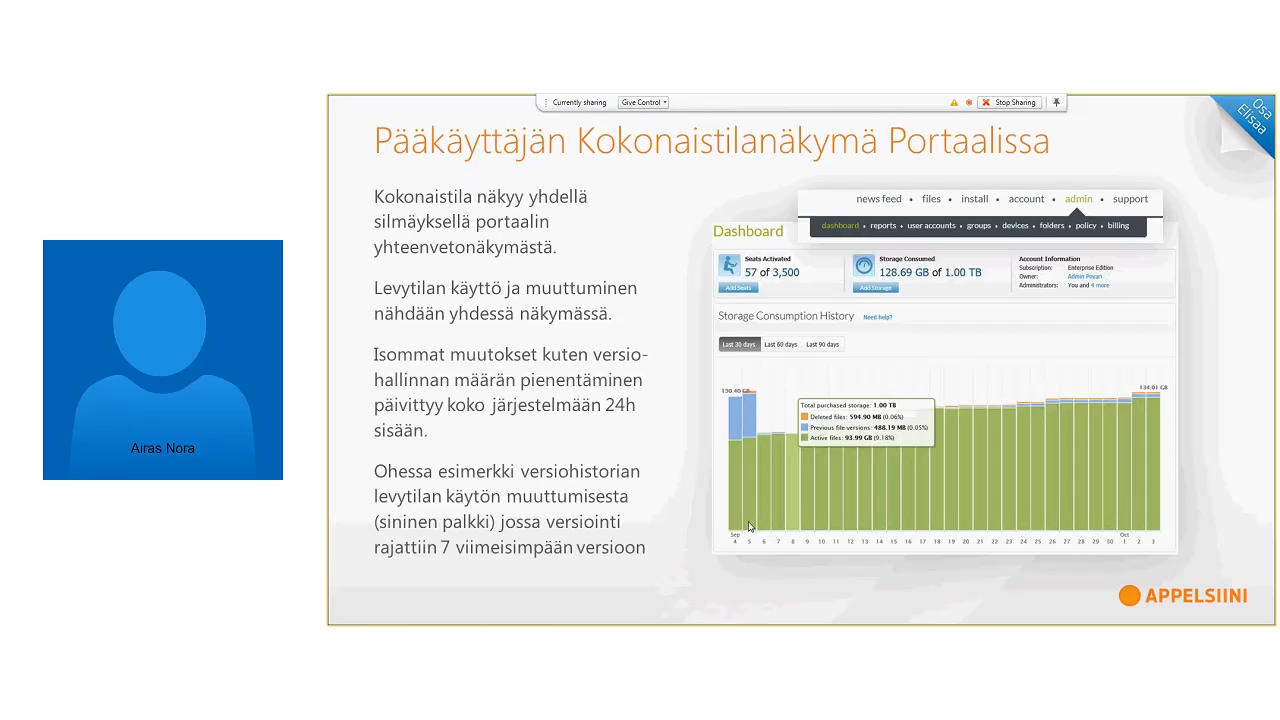 Currently sharing
Give Control
Stop Sharing
Osa
Elisaa
Pääkäyttäjän Kokonaistilanäkymä Portaalissa
Kokonaistila näkyy yhdellä
silmäyksellä portaalin
yhteenvetonäkymästä.
Levytilan käyttö ja muuttuminen
nähdään yhdessä näkymässä.
Isommat muutokset kuten versio-
hallinnan määrän pienentäminen
päivittyy koko järjestelmään 24h
sisään.
Ohessa esimerkki versiohistorian
levytilan käytön muuttumisesta
(sininen palkki) jossa versiointi
rajattiin 7 viimeisimpään versioon
Airas Nora
news feed • files • install • account • admin • support
dashboard • reports • user accounts • groups • devices • folders • policy • billing
Dashboard
Seats Activated
57 of 3,500
Add Seats
Storage Consumed
128.69 GB of 1.00 TB
Add Storage
Account Information
Subscription: Enterprise Edition
Owner: Admin Pevari
Administrators: You and 4 more
Storage Consumption History Need help?
Last 30 days Last 60 days Last 90 days
130.40 GB
134.01 GB
Total purchased storage: 1.00 TB
Deleted files: 594.90 MB (0.06%)
Previous file versions: 488.19 MB (0.05%)
Active files: 93.99 GB (9.18%)
Sep Oct
4 5 6 7 8 9 10 11 12 13 14 15 16 17 18 19 20 21 22 23 24 25 26 27 28 29 30 1 2 3
APPELSIINI